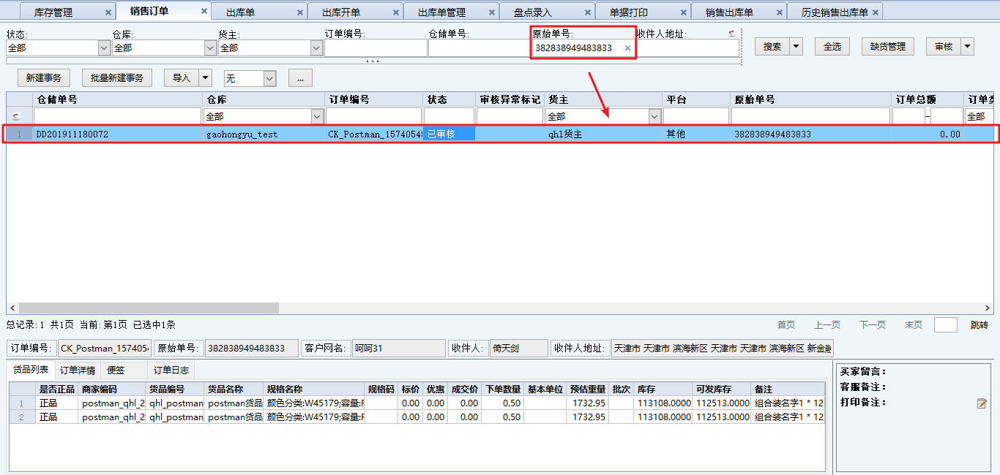 库存管理 × 销售订单 × 出库单 × 出库开单 × 出库单管理 × 盘点录入 × 单据打印 × 销售出库单 × 历史销售出库单 ×
状态: 仓库: 货主: 订单编号: 仓储单号: 原始单号: 收件人地址:
全部 全部 全部 382838949483833 × 搜索 全选 缺货管理 审核
...
新建事务 批量新建事务 导入 无 ...
仓储单号 仓库 订单编号 状态 审核异常标记 货主 平台 原始单号 订单总额 订单类
全部 全部 – 全部
1 DD201911180072 gaohongyu_test CK_Postman_1574054 已审核 qhl货主 其他 382838949483833 0.00
总记录:1 共1页 当前:第1页 已选中1条 首页 上一页 下一页 末页 跳转
订单编号: CK_Postman_157405 原始单号: 382838949483833 客户网名: 呵呵31 收件人: 倚天剑 收件人地址: 天津市 天津市 滨海新区 天津市 天津市 滨海新区 新金融
货品列表 订单详情 便签 订单日志
是否正品 商家编码 货品编号 货品名称 规格名称 规格码 标价 优惠 成交价 下单数量 基本单位 预估重量 批次 库存 可发库存 备注
1 正品 postman_qhl_2 qhl_postman postman货品 颜色分类:W45179;容量:F 0.00 0.00 0.00 0.50 1732.95 113108.0000 112513.0000 组合装名字1 * 12
2 正品 postman_qhl_2 qhl_postman postman货品 颜色分类:W45179;容量:F 0.00 0.00 0.00 0.50 1732.95 113108.0000 112513.0000 组合装名字1 * 12
买家留言:
客服备注:
打印备注: